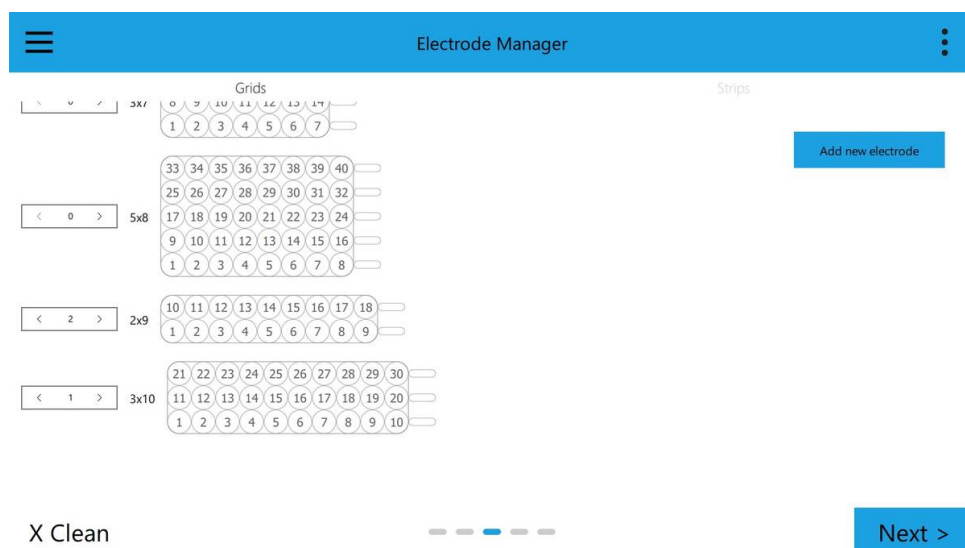 Electrode Manager
Grids
Strips
< 0 > 3x7
8 9 10 11 12 13 14
1 2 3 4 5 6 7
Add new electrode
33 34 35 36 37 38 39 40
25 26 27 28 29 30 31 32
< 0 > 5x8 17 18 19 20 21 22 23 24
9 10 11 12 13 14 15 16
1 2 3 4 5 6 7 8
10 11 12 13 14 15 16 17 18
< 2 > 2x9
1 2 3 4 5 6 7 8 9
21 22 23 24 25 26 27 28 29 30
< 1 > 3x10 11 12 13 14 15 16 17 18 19 20
1 2 3 4 5 6 7 8 9 10
X Clean
Next >